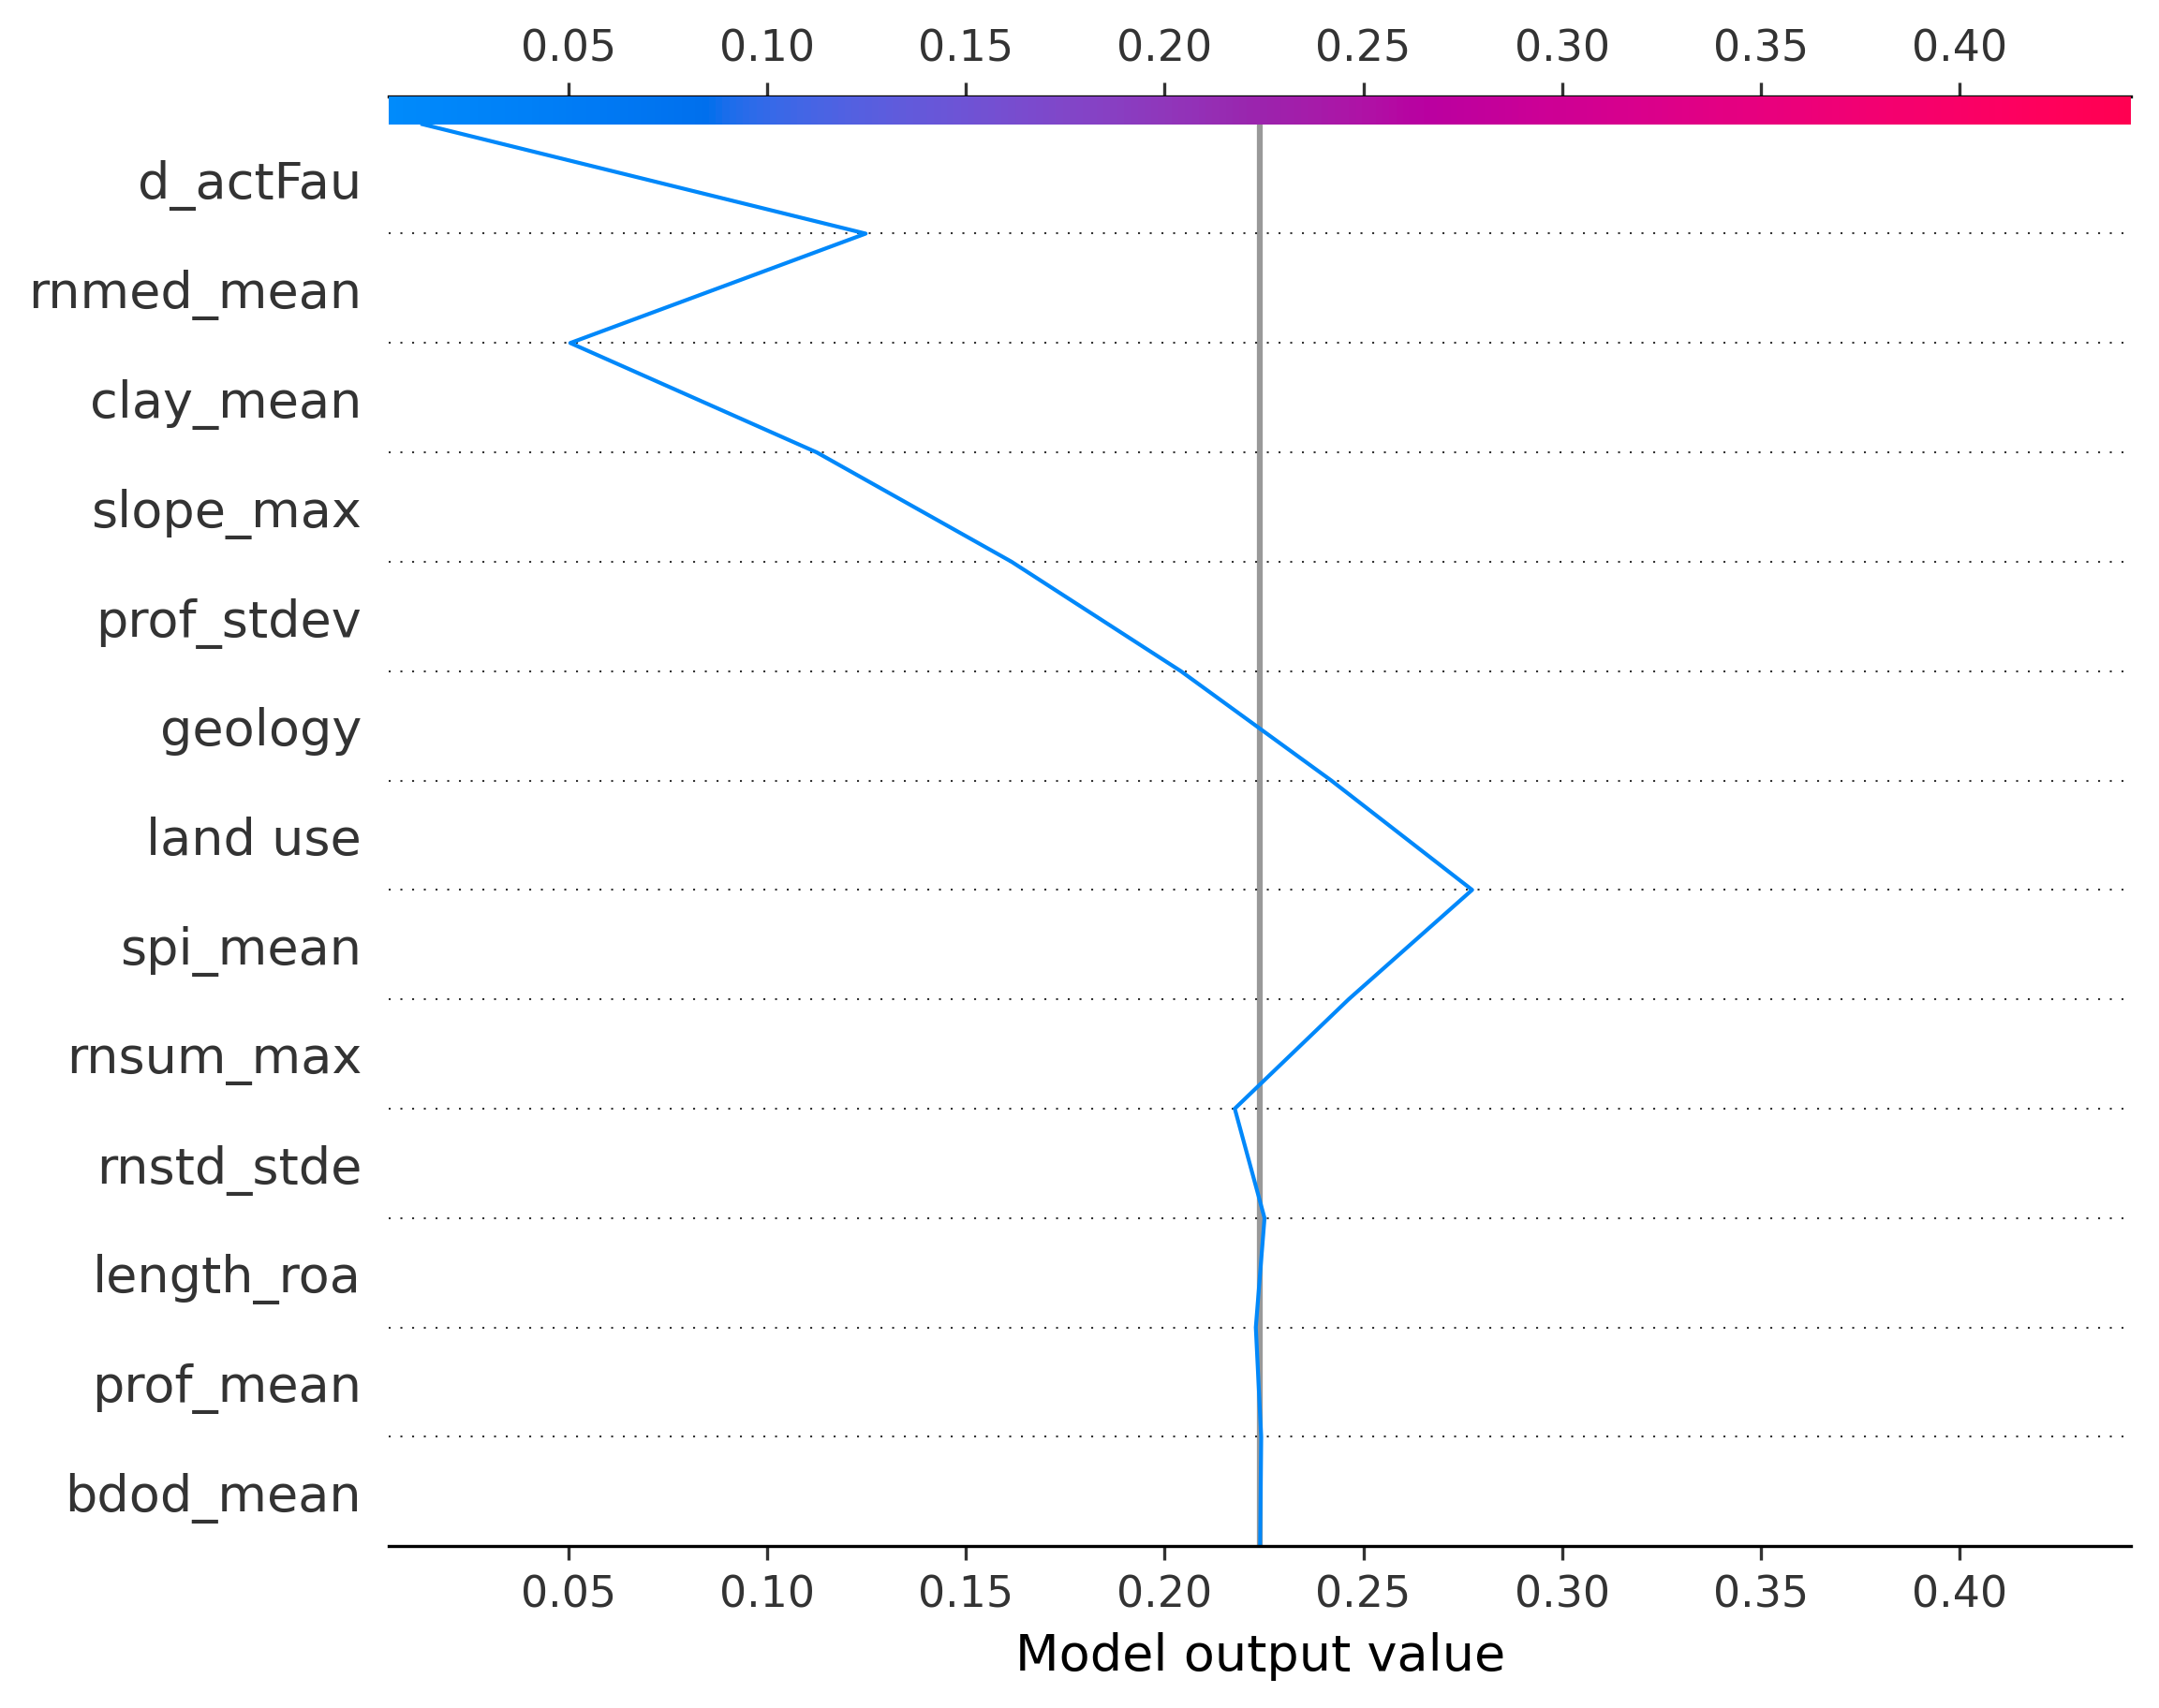 0.05 0.10 0.15 0.20 0.25 0.30 0.35 0.40
d_actFau
rnmed_mean
clay_mean
slope_max
prof_stdev
geology
land use
spi_mean
rnsum_max
rnstd_stde
length_roa
prof_mean
bdod_mean
0.05 0.10 0.15 0.20 0.25 0.30 0.35 0.40
Model output value